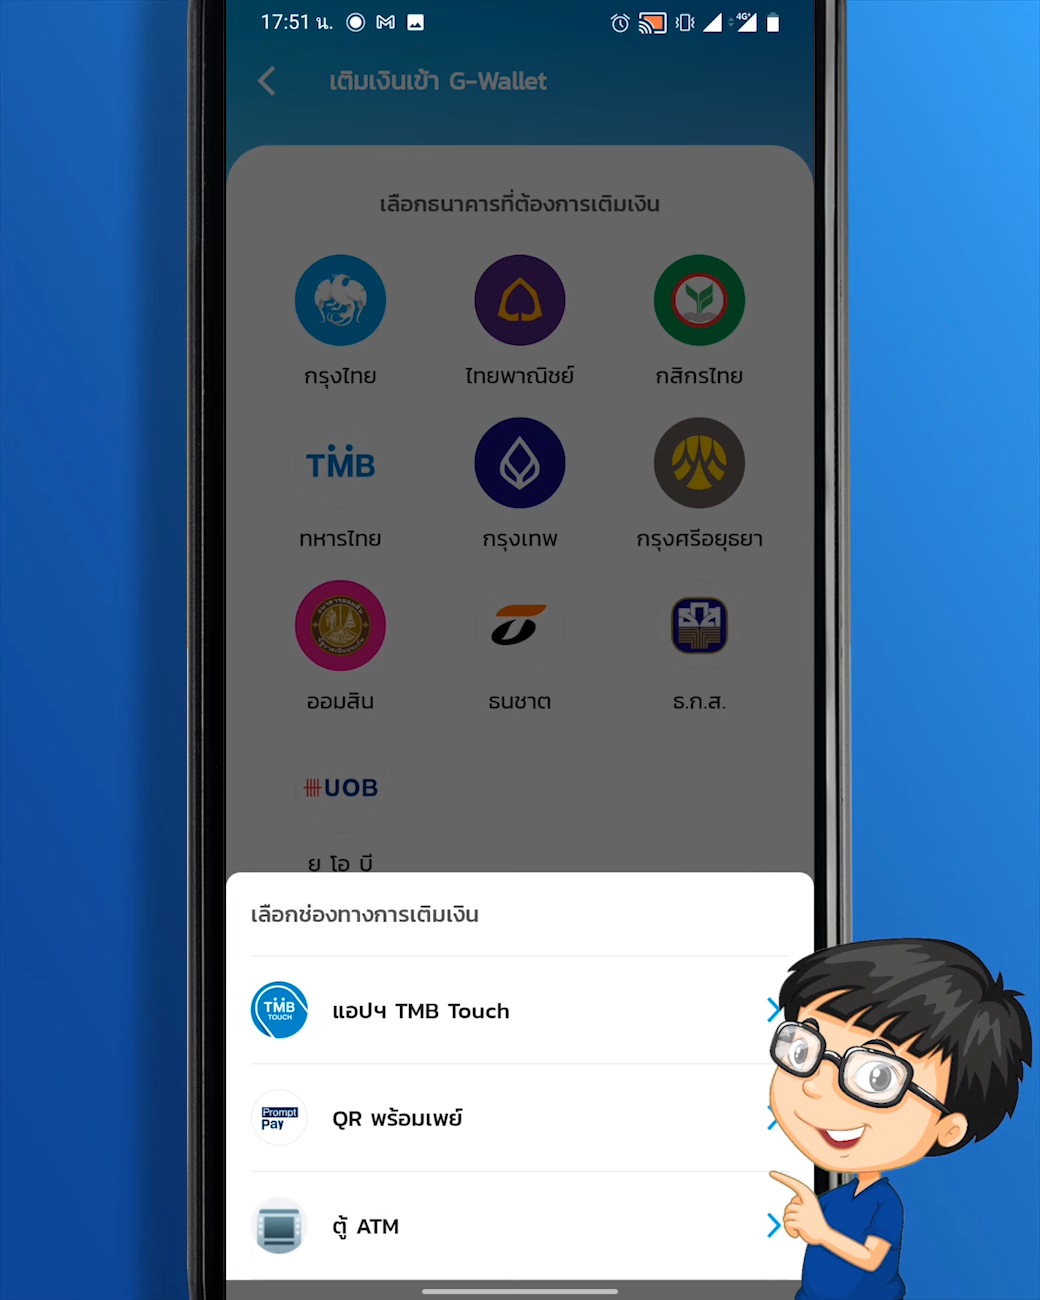 17:51 น.
4G+
เติมเงินเข้า G-Wallet
เลือกธนาคารที่ต้องการเติมเงิน
กรุงไทย
ไทยพาณิชย์
กสิกรไทย
TMB
ทหารไทย
กรุงเทพ
กรุงศรีอยุธยา
ออมสิน
ธนชาต
ธ.ก.ส.
UOB
ย โอ บี
เลือกช่องทางการเติมเงิน
TMB
TOUCH
แอปฯ TMB Touch
Prompt
Pay
QR พร้อมเพย์
ตู้ ATM